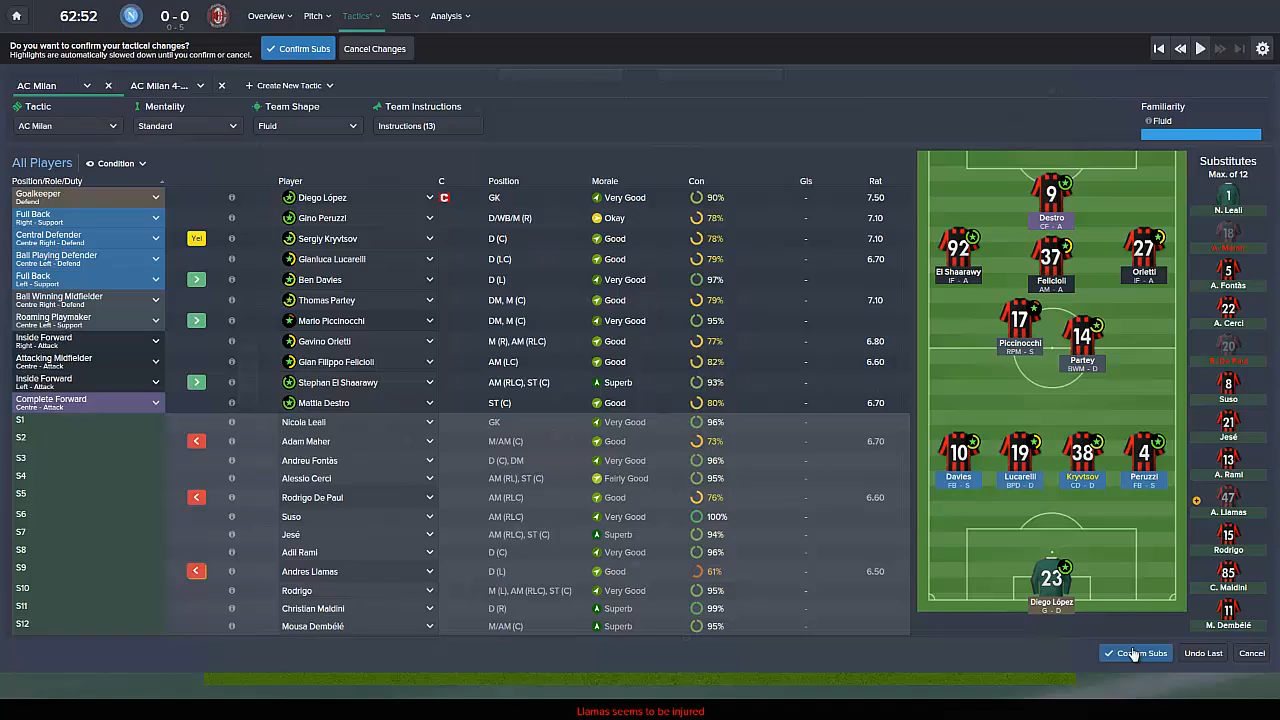 62:52 0 - 0 Overview Pitch Tactics* Stats Analysis
0 - 5
Do you want to confirm your tactical changes?
Highlights are automatically slowed down until you confirm or cancel.
Confirm Subs Cancel Changes
AC Milan AC Milan 4-... + Create New Tactic
Tactic Mentality Team Shape Team Instructions Familiarity
AC Milan Standard Fluid Instructions (13) Fluid
All Players Condition
Position/Role/Duty Player C Position Morale Con Gls Rat
Goalkeeper
Defend
Diego López C GK Very Good 90% - 7.50
Full Back
Right - Support
Gino Peruzzi D/WB/M (R) Okay 78% - 7.10
Central Defender
Centre Right - Defend
Yel Sergiy Kryvtsov D (C) Good 78% - 7.10
Ball Playing Defender
Centre Left - Defend
Gianluca Lucarelli D (LC) Good 79% - 6.70
Full Back
Left - Support
Ben Davies D (L) Very Good 97% -
Ball Winning Midfielder
Centre Right - Defend
Thomas Partey DM, M (C) Good 79% - 7.10
Roaming Playmaker
Centre Left - Support
Mario Piccinocchi DM, M (C) Very Good 95% -
Inside Forward
Right - Attack
Gavino Orletti M (R), AM (RLC) Good 77% - 6.80
Attacking Midfielder
Centre - Attack
Gian Filippo Felicioli AM (LC) Good 82% - 6.60
Inside Forward
Left - Attack
Stephan El Shaarawy AM (RLC), ST (C) Superb 93% -
Complete Forward
Centre - Attack
Mattia Destro ST (C) Good 80% - 6.70
S1 Nicola Leali GK Very Good 96% -
S2 Adam Maher M/AM (C) Good 73% - 6.70
S3 Andreu Fontàs D (C), DM Very Good 96% -
S4 Alessio Cerci AM (RL), ST (C) Fairly Good 95% -
S5 Rodrigo De Paul AM (RLC) Good 76% - 6.60
S6 Suso AM (RLC) Very Good 100% -
S7 Jesé AM (RLC), ST (C) Superb 94% -
S8 Adil Rami D (C) Very Good 96% -
S9 Andres Llamas D (L) Good 61% - 6.50
S10 Rodrigo M (L), AM (RLC), ST (C) Very Good 95% -
S11 Christian Maldini D (R) Superb 99% -
S12 Mousa Dembélé M/AM (C) Superb 95% -
9
Destro
CF - A
92 37 27
El Shaarawy Felicioli Orletti
IF - A AM - A IF - A
17 14
Piccinocchi Partey
RPM - S BWM - D
10 19 38 4
Davies Lucarelli Kryvtsov Peruzzi
FB - S BPD - D CD - D FB - S
23
Diego López
G - D
Substitutes
Max. of 12
1
N. Leali
18
A. Maher
5
A. Fontàs
22
A. Cerci
20
R. De Paul
8
Suso
21
Jesé
13
A. Rami
47
A. Llamas
15
Rodrigo
85
C. Maldini
11
M. Dembélé
Confirm Subs Undo Last Cancel
Llamas seems to be injured